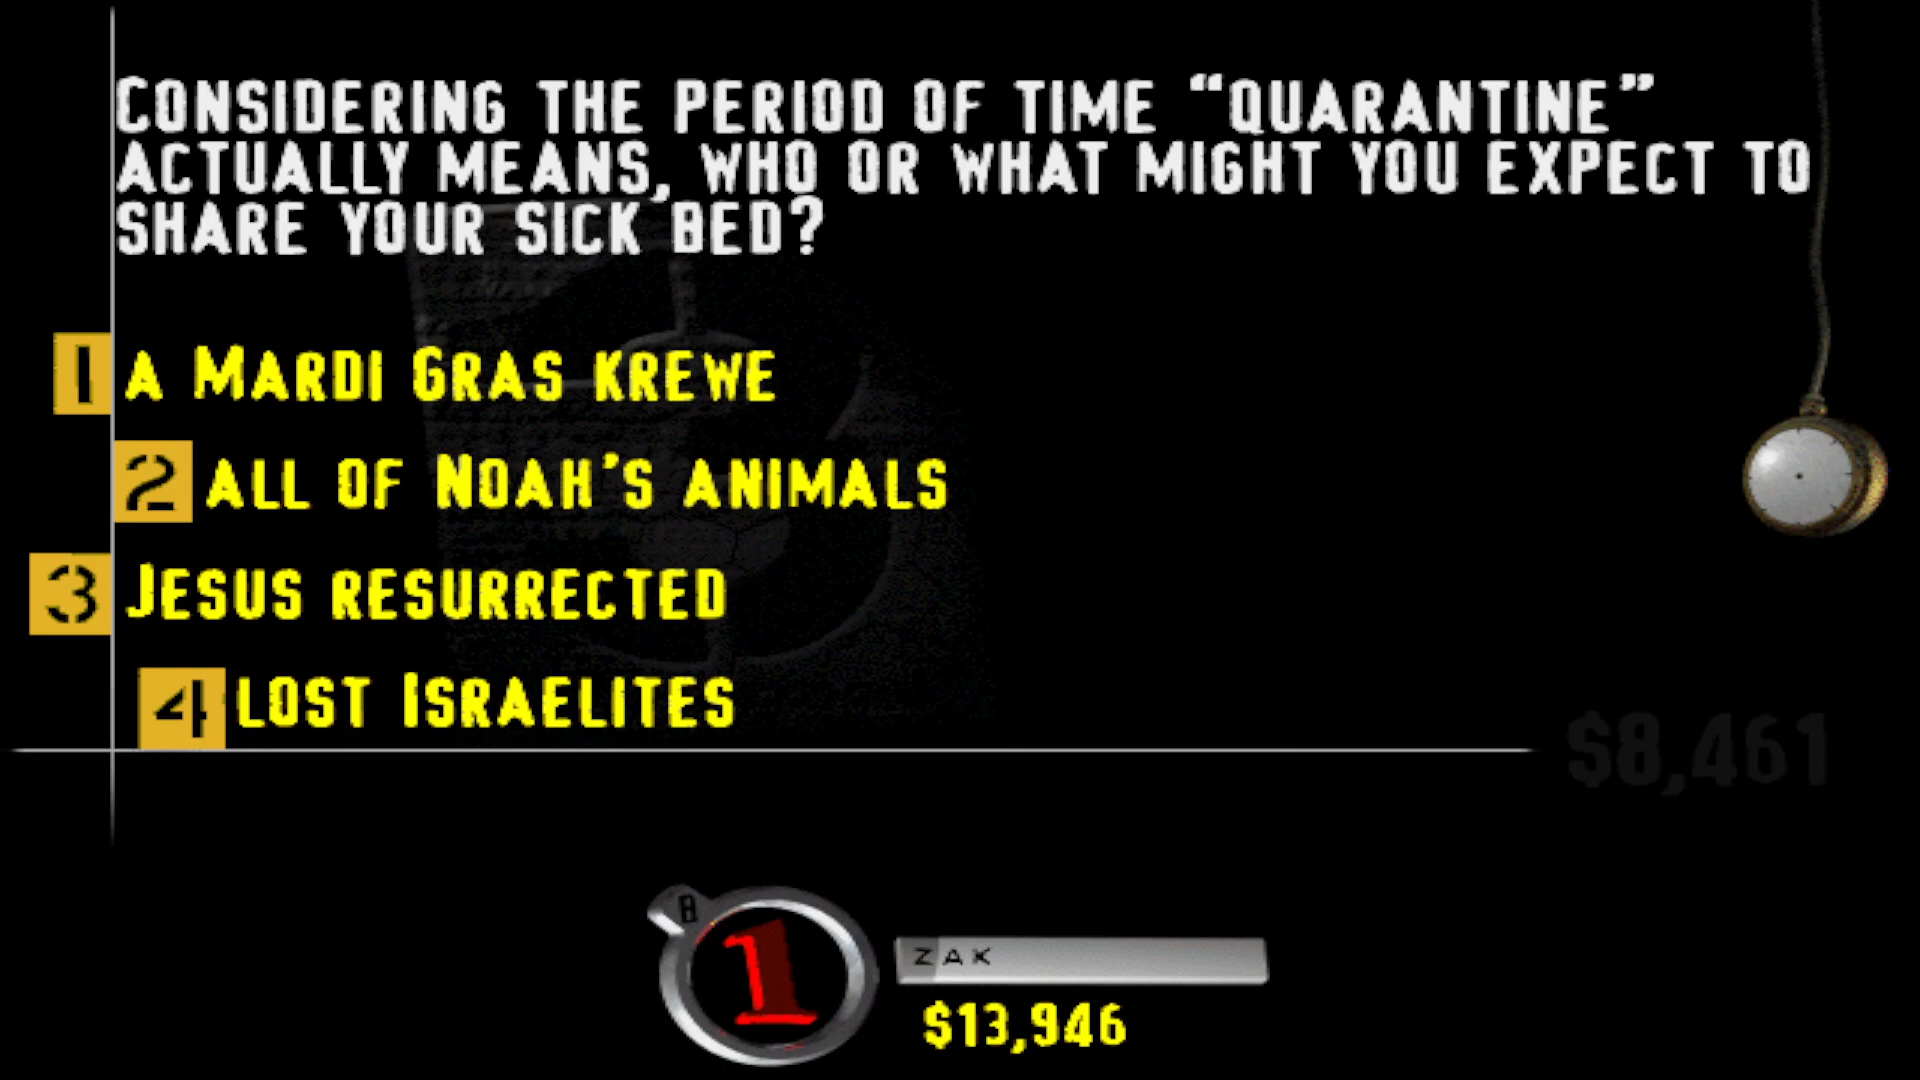 CONSIDERING THE PERIOD OF TIME “QUARANTINE”
ACTUALLY MEANS, WHO OR WHAT MIGHT YOU EXPECT TO
SHARE YOUR SICK BED?
1 A MARDI GRAS KREWE
2 ALL OF NOAH'S ANIMALS
3 JESUS RESURRECTED
4 LOST ISRAELITES
$8,461
8
1
ZAK
$13,946